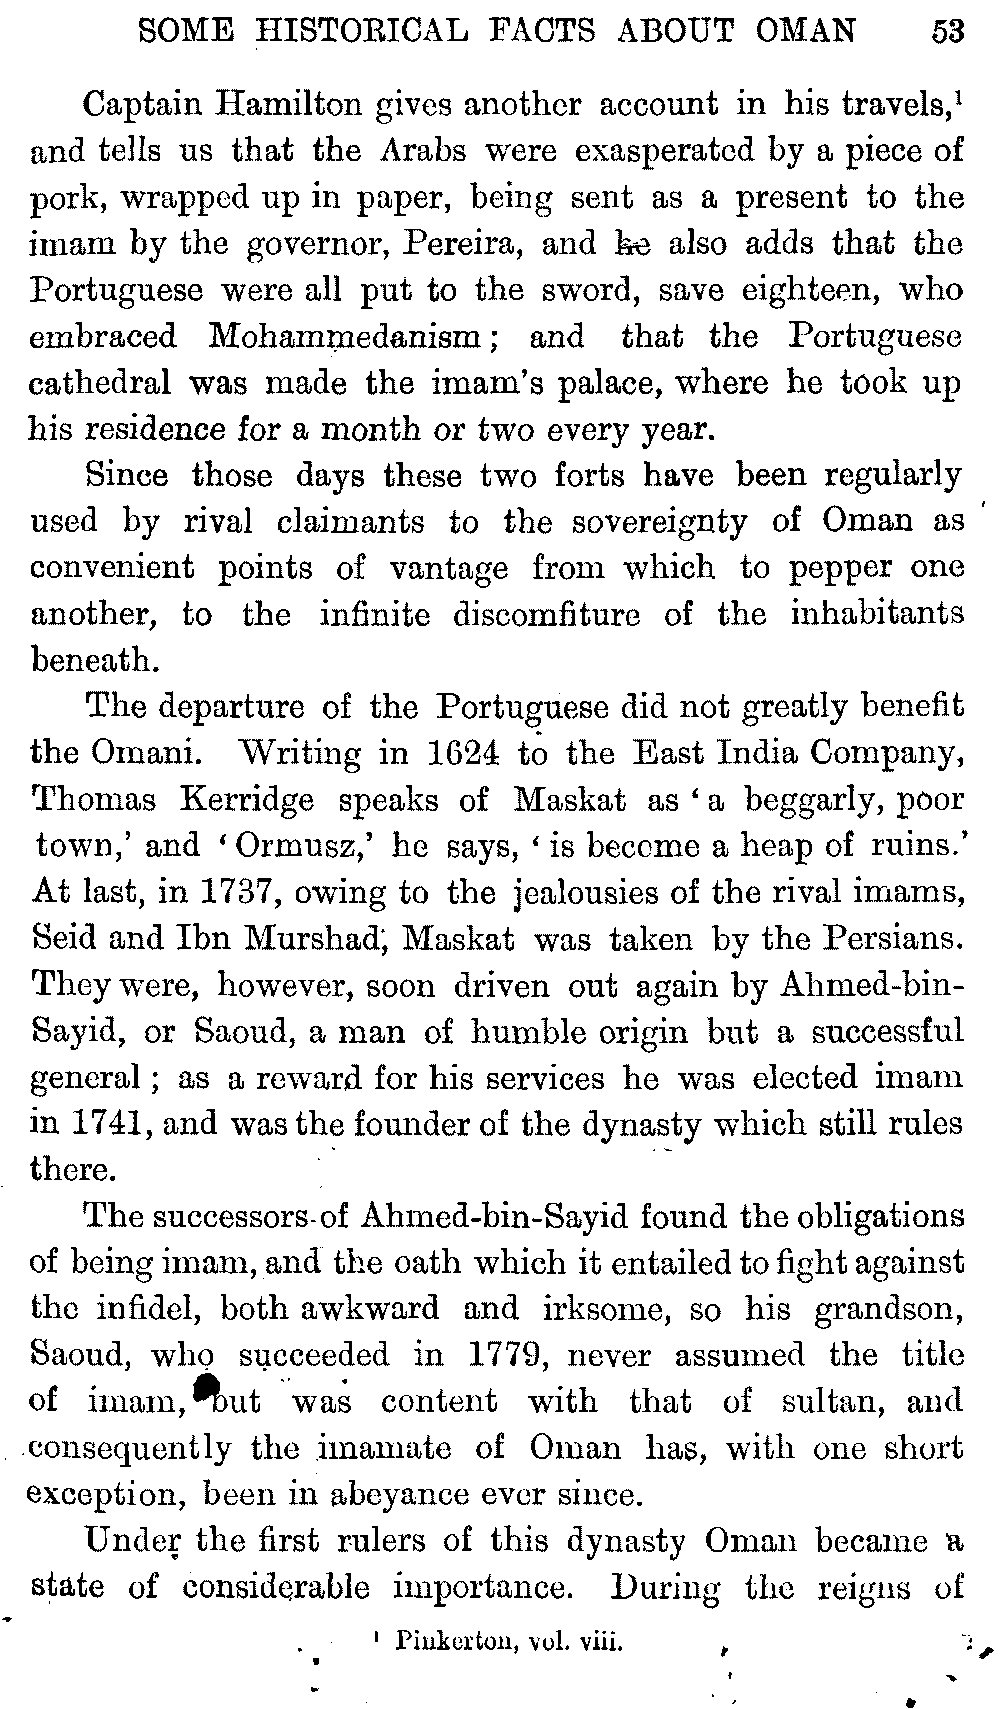 SOME HISTORICAL FACTS ABOUT OMAN 53
Captain Hamilton gives another account in his travels,¹
and tells us that the Arabs were exasperated by a piece of
pork, wrapped up in paper, being sent as a present to the
imam by the governor, Pereira, and he also adds that the
Portuguese were all put to the sword, save eighteen, who
embraced Mohammedanism; and that the Portuguese
cathedral was made the imam's palace, where he took up
his residence for a month or two every year.
Since those days these two forts have been regularly
used by rival claimants to the sovereignty of Oman as
convenient points of vantage from which to pepper one
another, to the infinite discomfiture of the inhabitants
beneath.
The departure of the Portuguese did not greatly benefit
the Omani. Writing in 1624 to the East India Company,
Thomas Kerridge speaks of Maskat as 'a beggarly, poor
town,' and 'Ormusz,' he says, 'is become a heap of ruins.'
At last, in 1737, owing to the jealousies of the rival imams,
Seid and Ibn Murshad, Maskat was taken by the Persians.
They were, however, soon driven out again by Ahmed-bin-
Sayid, or Saoud, a man of humble origin but a successful
general; as a reward for his services he was elected imam
in 1741, and was the founder of the dynasty which still rules
there.
The successors of Ahmed-bin-Sayid found the obligations
of being imam, and the oath which it entailed to fight against
the infidel, both awkward and irksome, so his grandson,
Saoud, who succeeded in 1779, never assumed the title
of imam, but was content with that of sultan, and
consequently the imamate of Oman has, with one short
exception, been in abeyance ever since.
Under the first rulers of this dynasty Oman became a
state of considerable importance. During the reigns of
¹ Pinkerton, vol. viii.